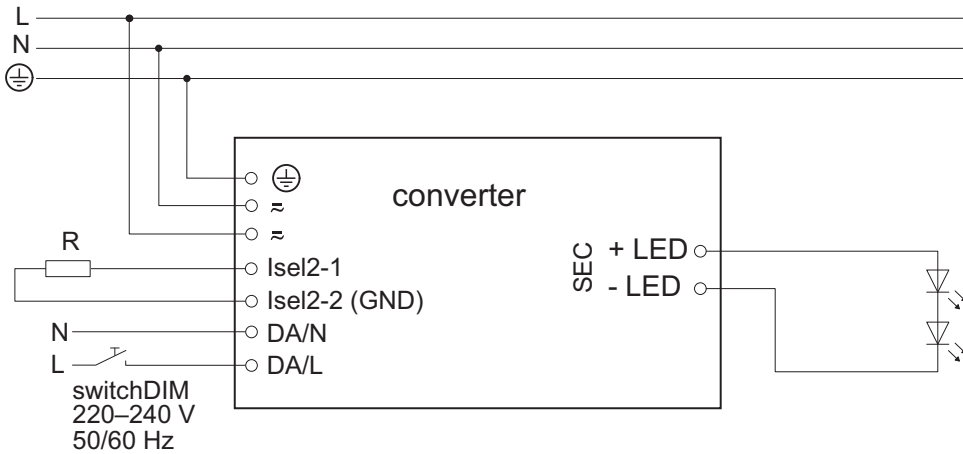 L
N
converter
R
Isel2-1
Isel2-2 (GND)
N
DA/N
L
DA/L
switchDIM
220–240 V
50/60 Hz
SEC
+ LED
- LED